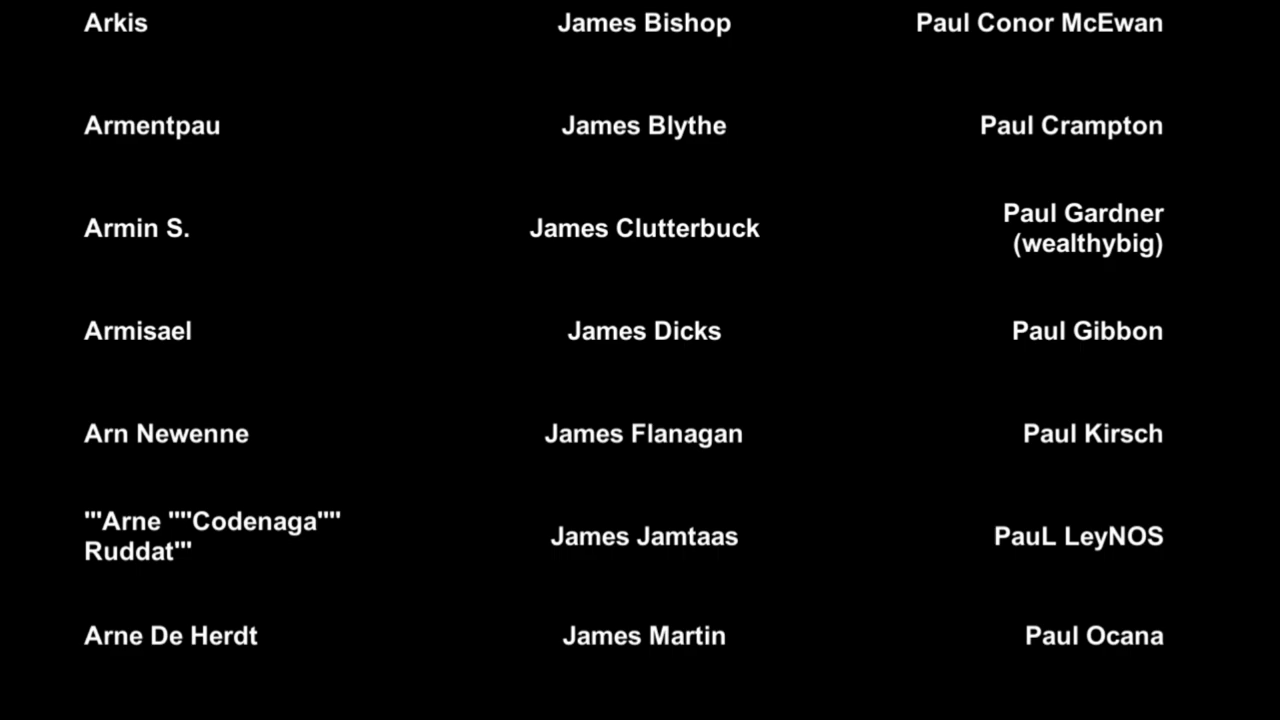 Arkis James Bishop Paul Conor McEwan
Armentpau James Blythe Paul Crampton
Armin S. James Clutterbuck Paul Gardner
(wealthybig)
Armisael James Dicks Paul Gibbon
Arn Newenne James Flanagan Paul Kirsch
'''Arne ''''Codenaga''''
Ruddat''' James Jamtaas PauL LeyNOS
Arne De Herdt James Martin Paul Ocana